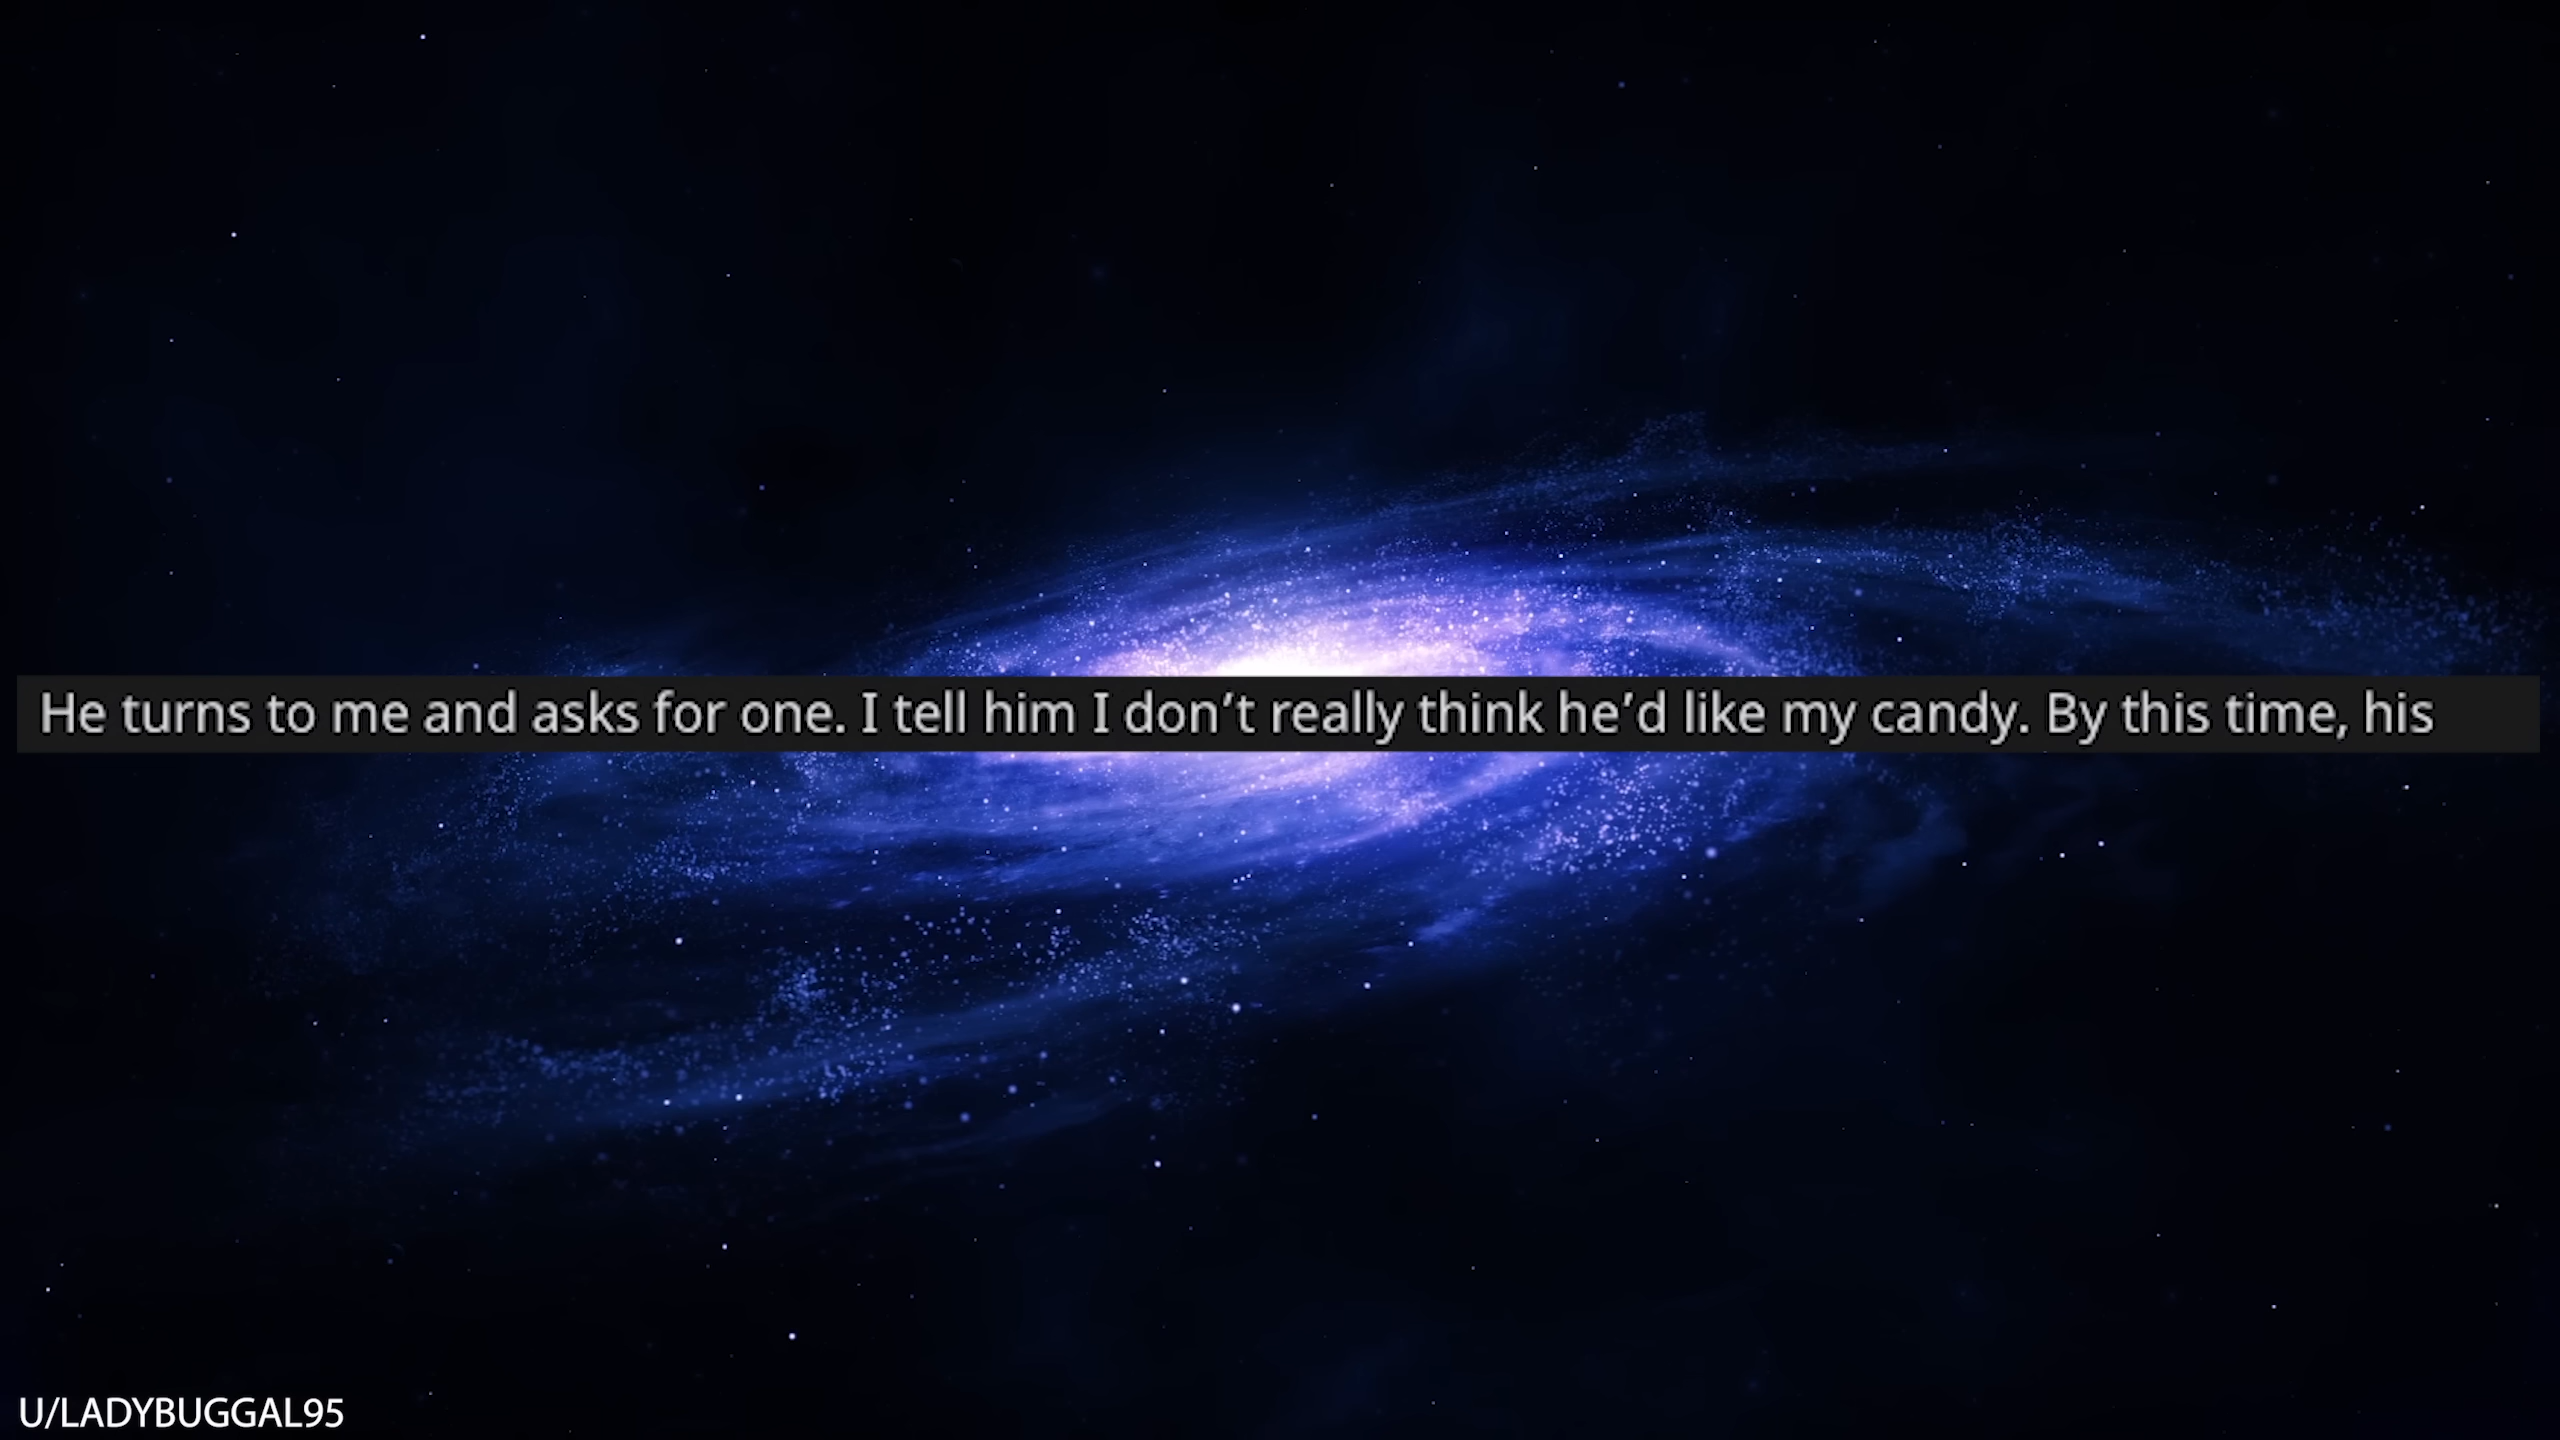 He turns to me and asks for one. I tell him I don’t really think he’d like my candy. By this time, his
U/LADYBUGGAL95